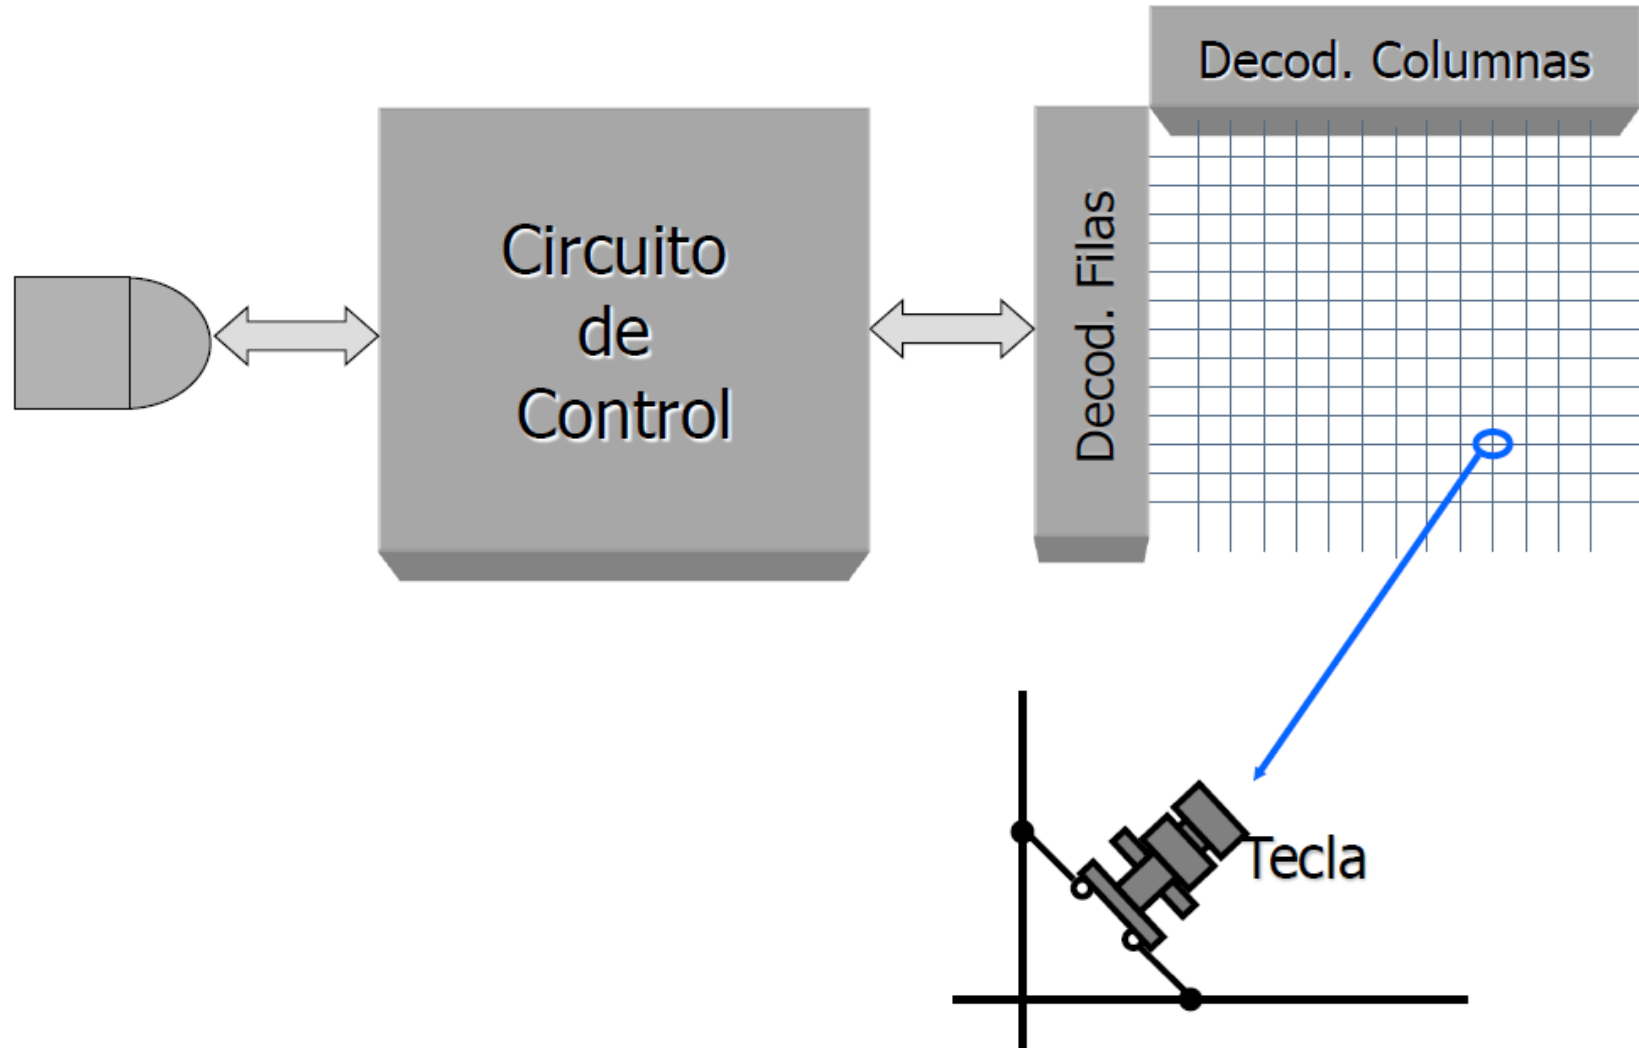 Decod. Columnas
Circuito
de
Control
Decod. Filas
Tecla